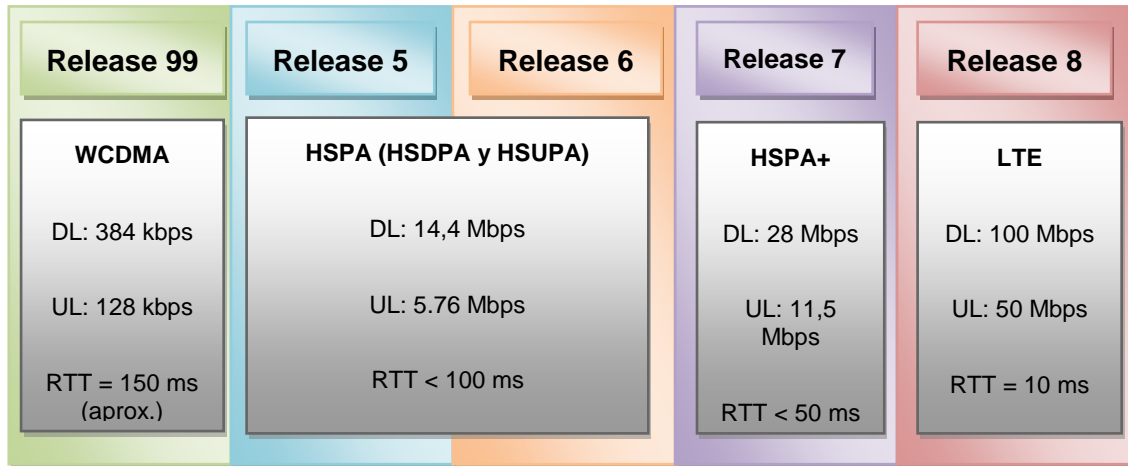 Release 99
Release 5
Release 6
Release 7
Release 8
WCDMA
DL: 384 kbps
UL: 128 kbps
RTT = 150 ms
(aprox.)
HSPA (HSDPA y HSUPA)
DL: 14,4 Mbps
UL: 5.76 Mbps
RTT < 100 ms
HSPA+
DL: 28 Mbps
UL: 11,5
Mbps
RTT < 50 ms
LTE
DL: 100 Mbps
UL: 50 Mbps
RTT = 10 ms